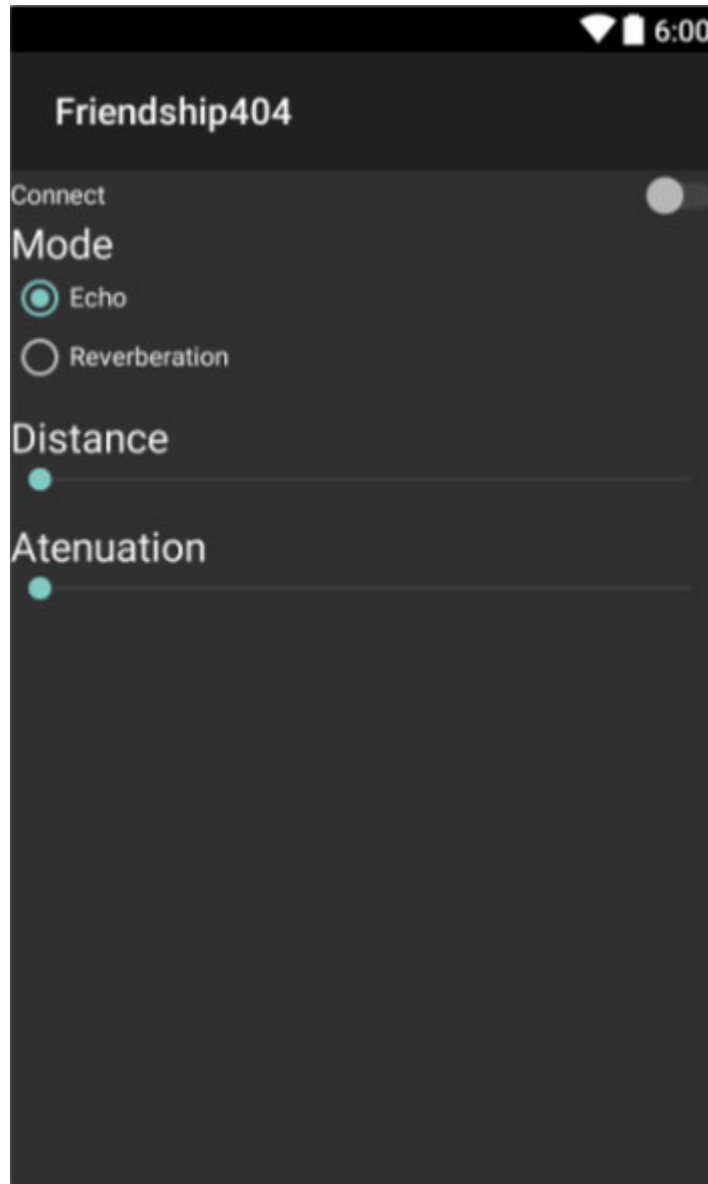 6:00
Friendship404
Connect
Mode
Echo
Reverberation
Distance
Atenuation